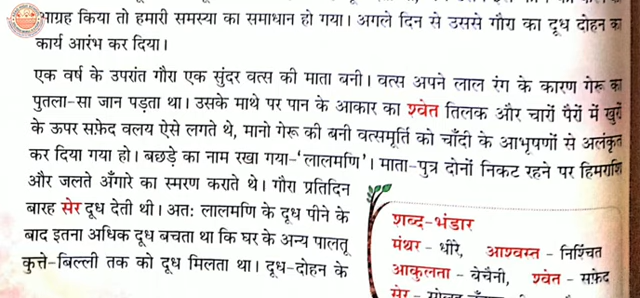 आग्रह किया तो हमारी समस्या का समाधान हो गया। अगले दिन से उससे गौरा का दूध दोहन का
कार्य आरंभ कर दिया।
एक वर्ष के उपरांत गौरा एक सुंदर वत्स की माता बनी। वत्स अपने लाल रंग के कारण गेरू का
पुतला-सा जान पड़ता था। उसके माथे पर पान के आकार का श्वेत तिलक और चारों पैरों में खुरों
के ऊपर सफ़ेद वलय ऐसे लगते थे, मानो गेरू की बनी वत्समूर्ति को चाँदी के आभूषणों से अलंकृत
कर दिया गया हो। बछड़े का नाम रखा गया-'लालमणि'। माता-पुत्र दोनों निकट रहने पर हिमराशि
और जलते अँगारे का स्मरण कराते थे। गौरा प्रतिदिन
बारह सेर दूध देती थी। अतः लालमणि के दूध पीने के
बाद इतना अधिक दूध बचता था कि घर के अन्य पालतू
कुत्ते-बिल्ली तक को दूध मिलता था। दूध-दोहन के
शब्द-भंडार
मंथर - धीरे, आश्वस्त - निश्चिंत
आकुलता - बेचैनी, श्वेत - सफ़ेद
सेर - सोलह